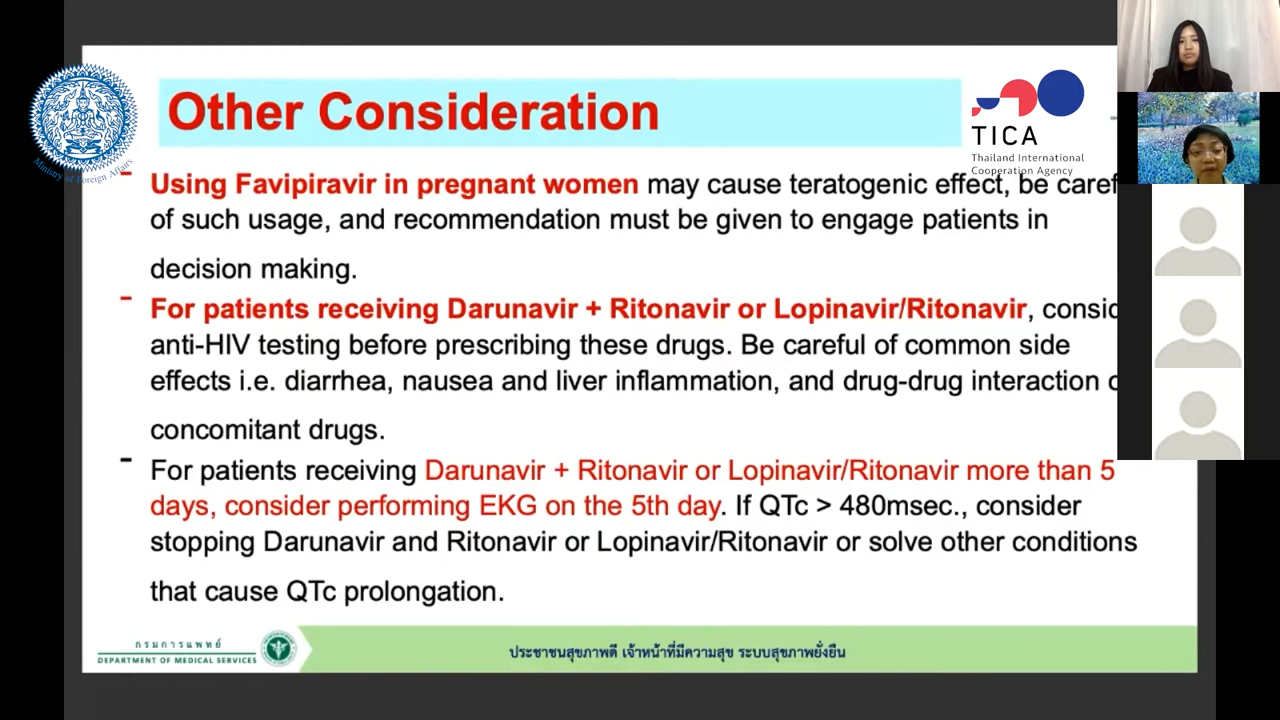 Other Consideration
TICA
Thailand International
Cooperation Agency
Ministry of Foreign Affairs
- Using Favipiravir in pregnant women may cause teratogenic effect, be caref
of such usage, and recommendation must be given to engage patients in
decision making.
- For patients receiving Darunavir + Ritonavir or Lopinavir/Ritonavir, consid
anti-HIV testing before prescribing these drugs. Be careful of common side
effects i.e. diarrhea, nausea and liver inflammation, and drug-drug interaction
concomitant drugs.
- For patients receiving Darunavir + Ritonavir or Lopinavir/Ritonavir more than 5
days, consider performing EKG on the 5th day. If QTc > 480msec., consider
stopping Darunavir and Ritonavir or Lopinavir/Ritonavir or solve other conditions
that cause QTc prolongation.
กรมการแพทย์
DEPARTMENT OF MEDICAL SERVICES
ประชาชนสุขภาพดี เจ้าหน้าที่มีความสุข ระบบสุขภาพยั่งยืน